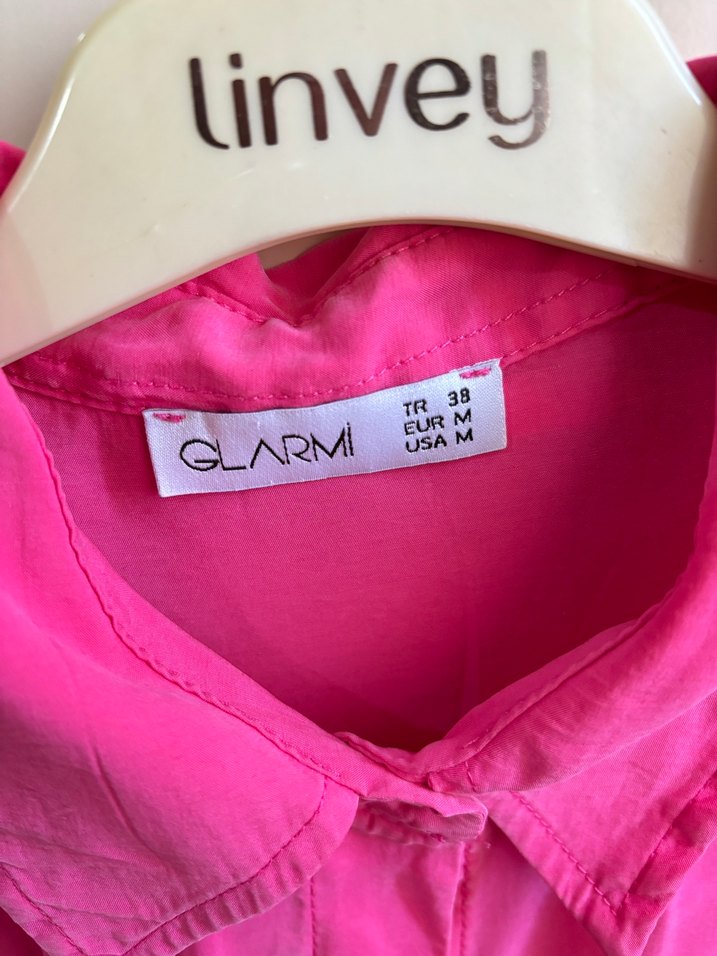 linvey
GLARMİ
TR 38
EUR M
USA M